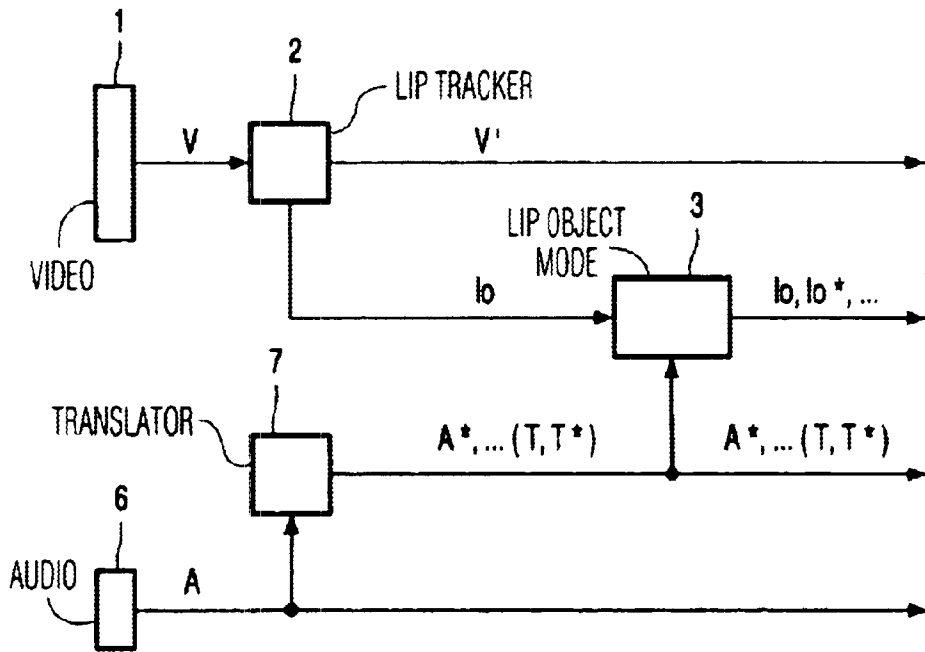 1
2
LIP TRACKER
V
V'
VIDEO
3
LIP OBJECT
MODE
lo
lo, lo*, ...
7
TRANSLATOR
A*, ... (T, T*)
A*, ... (T, T*)
6
AUDIO
A